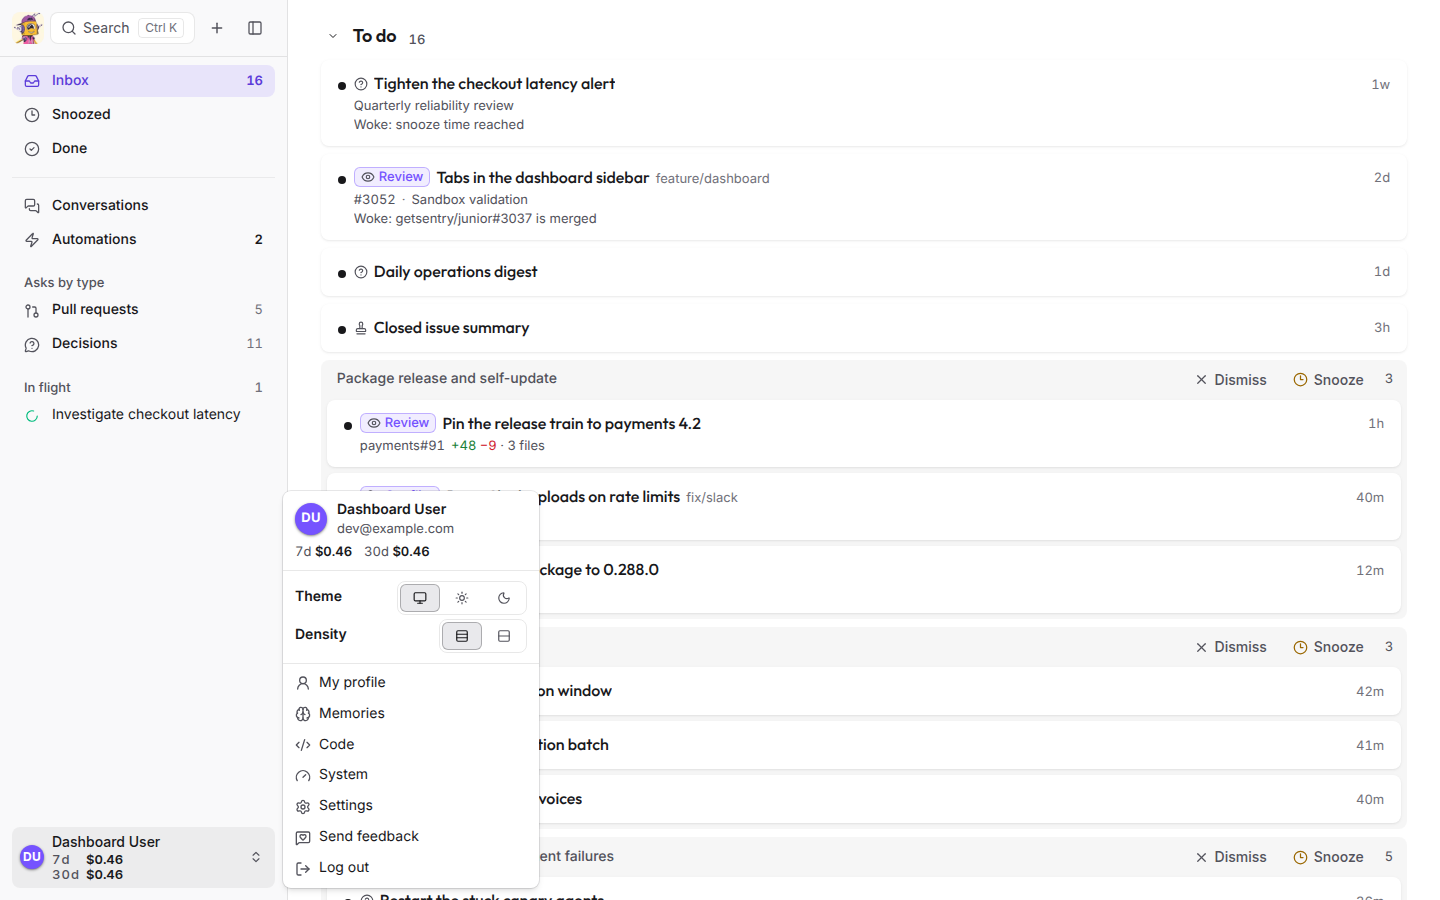 Search Ctrl K
Inbox 16
Snoozed
Done
Conversations
Automations 2
Asks by type
Pull requests 5
Decisions 11
In flight 1
Investigate checkout latency
DU Dashboard User
7d $0.46
30d $0.46
To do 16
Tighten the checkout latency alert 1w
Quarterly reliability review
Woke: snooze time reached
Review Tabs in the dashboard sidebar feature/dashboard 2d
#3052 · Sandbox validation
Woke: getsentry/junior#3037 is merged
Daily operations digest 1d
Closed issue summary 3h
Package release and self-update Dismiss Snooze 3
Review Pin the release train to payments 4.2 1h
payments#91 +48 −9 · 3 files
ploads on rate limits fix/slack 40m
ckage to 0.288.0 12m
Dismiss Snooze 3
on window 42m
tion batch 41m
voices 40m
ent failures Dismiss Snooze 5
Restart the stuck canary agents
DU Dashboard User
dev@example.com
7d $0.46 30d $0.46
Theme
Density
My profile
Memories
Code
System
Settings
Send feedback
Log out